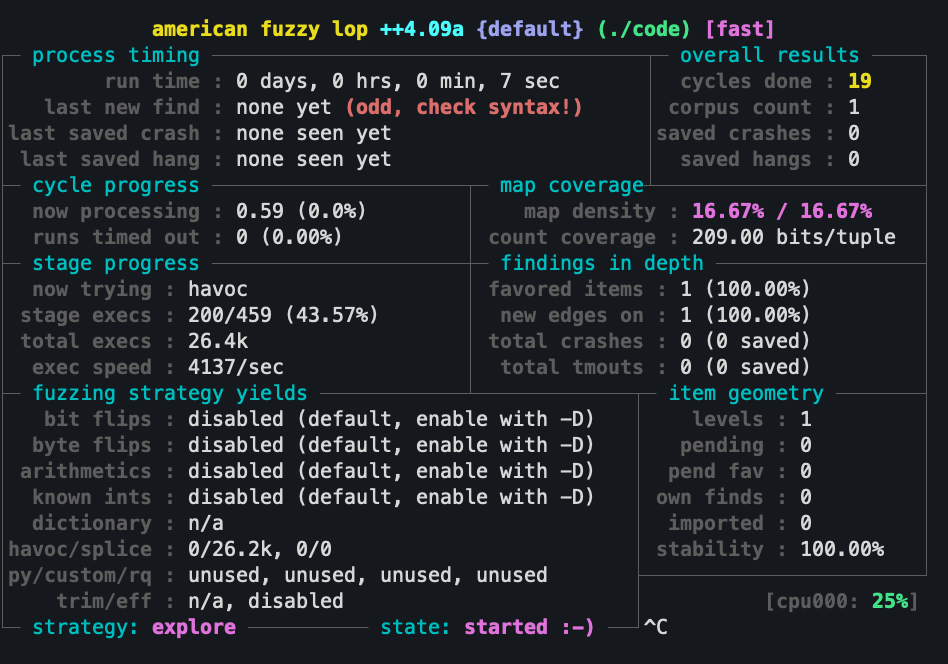 american fuzzy lop ++4.09a {default} (./code) [fast]
process timing overall results
run time : 0 days, 0 hrs, 0 min, 7 sec cycles done : 19
last new find : none yet (odd, check syntax!) corpus count : 1
last saved crash : none seen yet saved crashes : 0
last saved hang : none seen yet saved hangs : 0
cycle progress map coverage
now processing : 0.59 (0.0%) map density : 16.67% / 16.67%
runs timed out : 0 (0.00%) count coverage : 209.00 bits/tuple
stage progress findings in depth
now trying : havoc favored items : 1 (100.00%)
stage execs : 200/459 (43.57%) new edges on : 1 (100.00%)
total execs : 26.4k total crashes : 0 (0 saved)
exec speed : 4137/sec total tmouts : 0 (0 saved)
fuzzing strategy yields item geometry
bit flips : disabled (default, enable with -D) levels : 1
byte flips : disabled (default, enable with -D) pending : 0
arithmetics : disabled (default, enable with -D) pend fav : 0
known ints : disabled (default, enable with -D) own finds : 0
dictionary : n/a imported : 0
havoc/splice : 0/26.2k, 0/0 stability : 100.00%
py/custom/rq : unused, unused, unused, unused
trim/eff : n/a, disabled [cpu000: 25%]
strategy: explore state: started :-) ^C